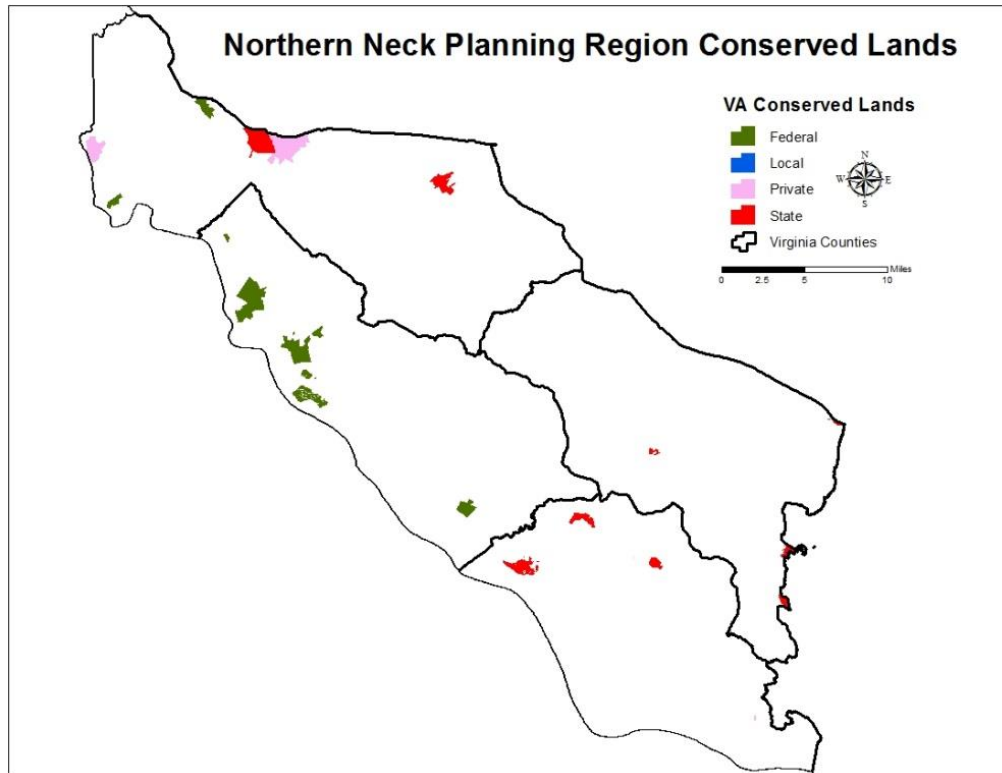 Northern Neck Planning Region Conserved Lands
VA Conserved Lands
Federal
Local
Private
State
Virginia Counties
N
W E
S
Miles
0 2.5 5 10